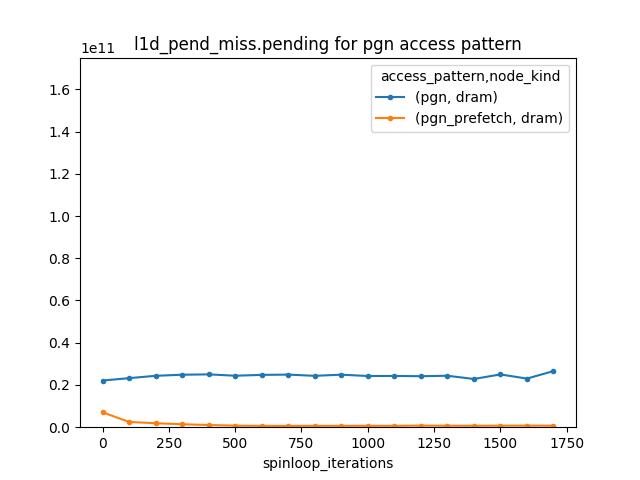 l1d_pend_miss.pending for pgn access pattern
1e11
access_pattern,node_kind
(pgn, dram)
(pgn_prefetch, dram)
1.6
1.4
1.2
1.0
0.8
0.6
0.4
0.2
0.0
0 250 500 750 1000 1250 1500 1750
spinloop_iterations